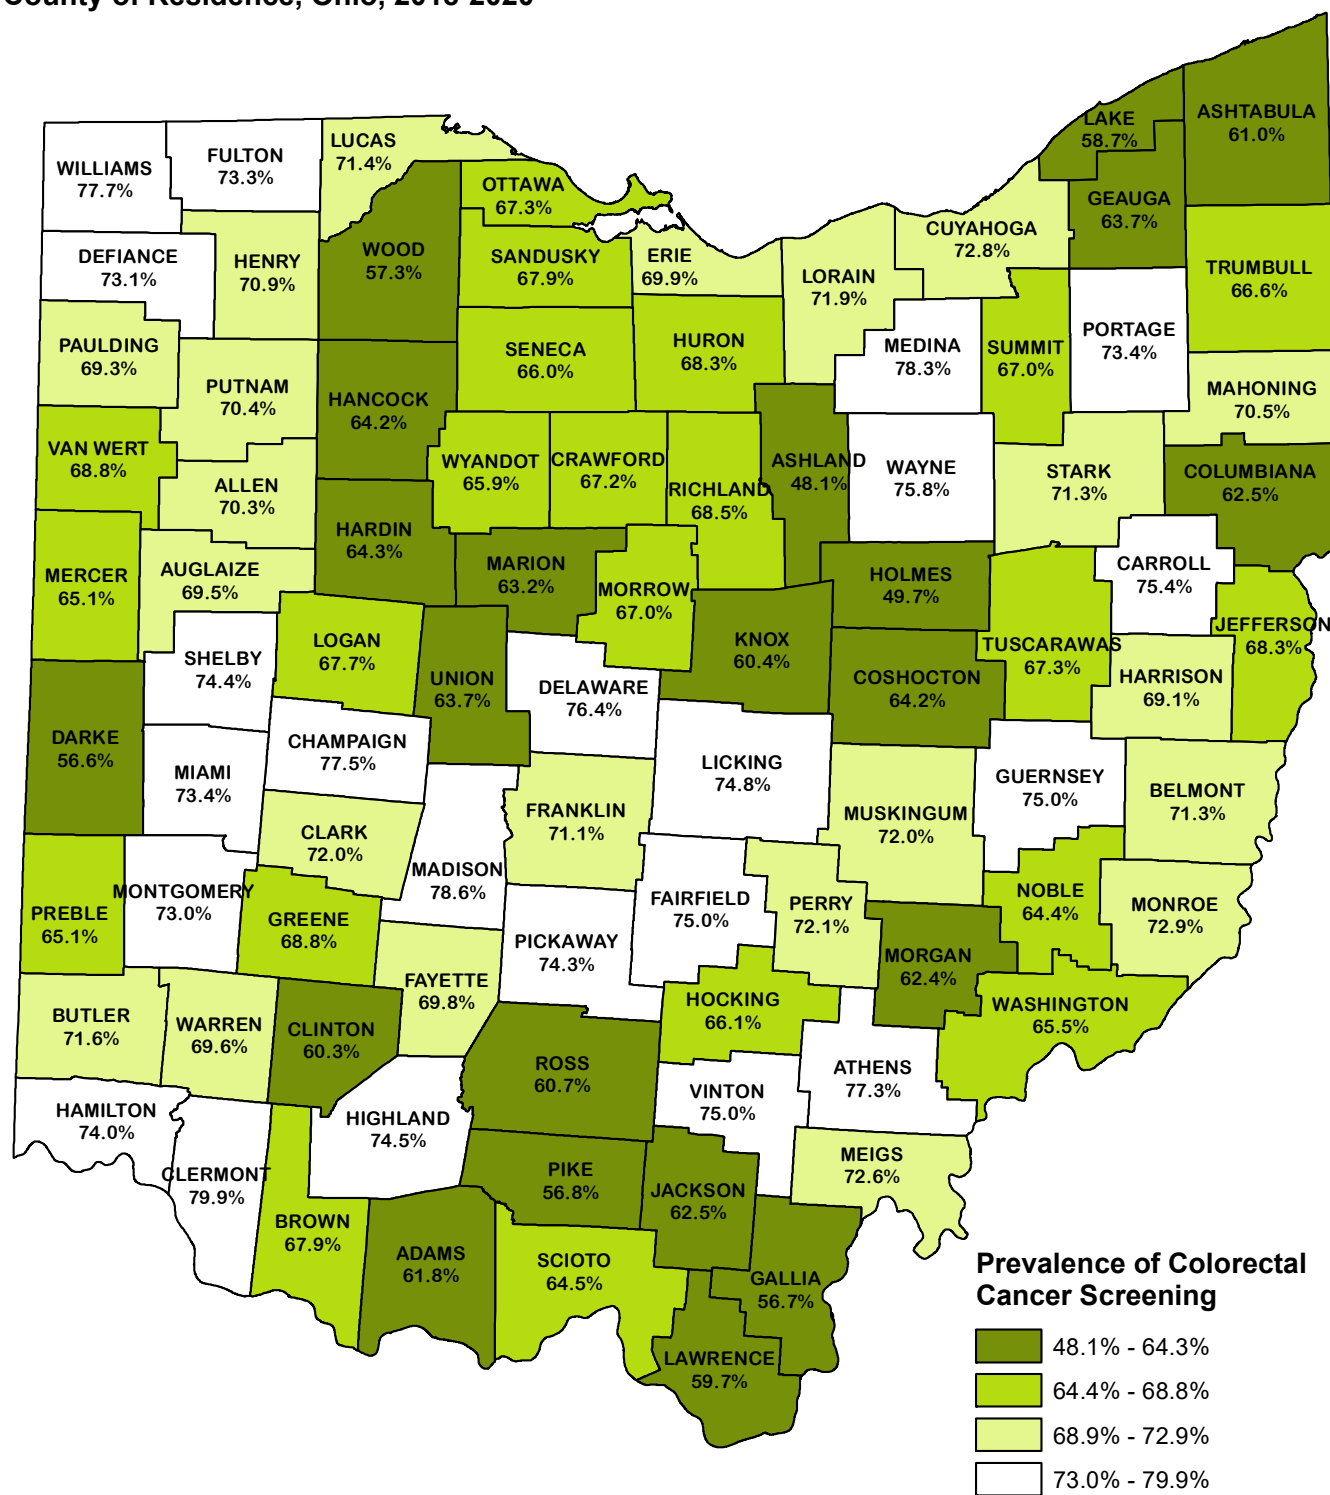 County of Residence, Ohio, 2018-2020
LAKE
58.7%
ASHTABULA
61.0%
LUCAS
71.4%
FULTON
73.3%
WILLIAMS
77.7%
OTTAWA
67.3%
GEAUGA
63.7%
CUYAHOGA
72.8%
DEFIANCE
73.1%
HENRY
70.9%
WOOD
57.3%
SANDUSKY
67.9%
ERIE
69.9%
LORAIN
71.9%
TRUMBULL
66.6%
PAULDING
69.3%
PUTNAM
70.4%
SENECA
66.0%
HURON
68.3%
MEDINA
78.3%
SUMMIT
67.0%
PORTAGE
73.4%
MAHONING
70.5%
HANCOCK
64.2%
VAN WERT
68.8%
ALLEN
70.3%
WYANDOT
65.9%
CRAWFORD
67.2%
RICHLAND
68.5%
ASHLAND
48.1%
WAYNE
75.8%
STARK
71.3%
COLUMBIANA
62.5%
HARDIN
64.3%
MERCER
65.1%
AUGLAIZE
69.5%
MARION
63.2%
MORROW
67.0%
HOLMES
49.7%
CARROLL
75.4%
JEFFERSON
68.3%
SHELBY
74.4%
LOGAN
67.7%
UNION
63.7%
DELAWARE
76.4%
KNOX
60.4%
COSHOCTON
64.2%
TUSCARAWAS
67.3%
HARRISON
69.1%
DARKE
56.6%
MIAMI
73.4%
CHAMPAIGN
77.5%
LICKING
74.8%
GUERNSEY
75.0%
BELMONT
71.3%
CLARK
72.0%
MADISON
78.6%
FRANKLIN
71.1%
MUSKINGUM
72.0%
PREBLE
65.1%
MONTGOMERY
73.0%
GREENE
68.8%
FAIRFIELD
75.0%
PERRY
72.1%
NOBLE
64.4%
MONROE
72.9%
PICKAWAY
74.3%
MORGAN
62.4%
FAYETTE
69.8%
HOCKING
66.1%
WASHINGTON
65.5%
BUTLER
71.6%
WARREN
69.6%
CLINTON
60.3%
ROSS
60.7%
ATHENS
77.3%
VINTON
75.0%
HAMILTON
74.0%
HIGHLAND
74.5%
CLERMONT
79.9%
PIKE
56.8%
JACKSON
62.5%
MEIGS
72.6%
BROWN
67.9%
ADAMS
61.8%
SCIOTO
64.5%
GALLIA
56.7%
LAWRENCE
59.7%
Prevalence of Colorectal
Cancer Screening
48.1% - 64.3%
64.4% - 68.8%
68.9% - 72.9%
73.0% - 79.9%